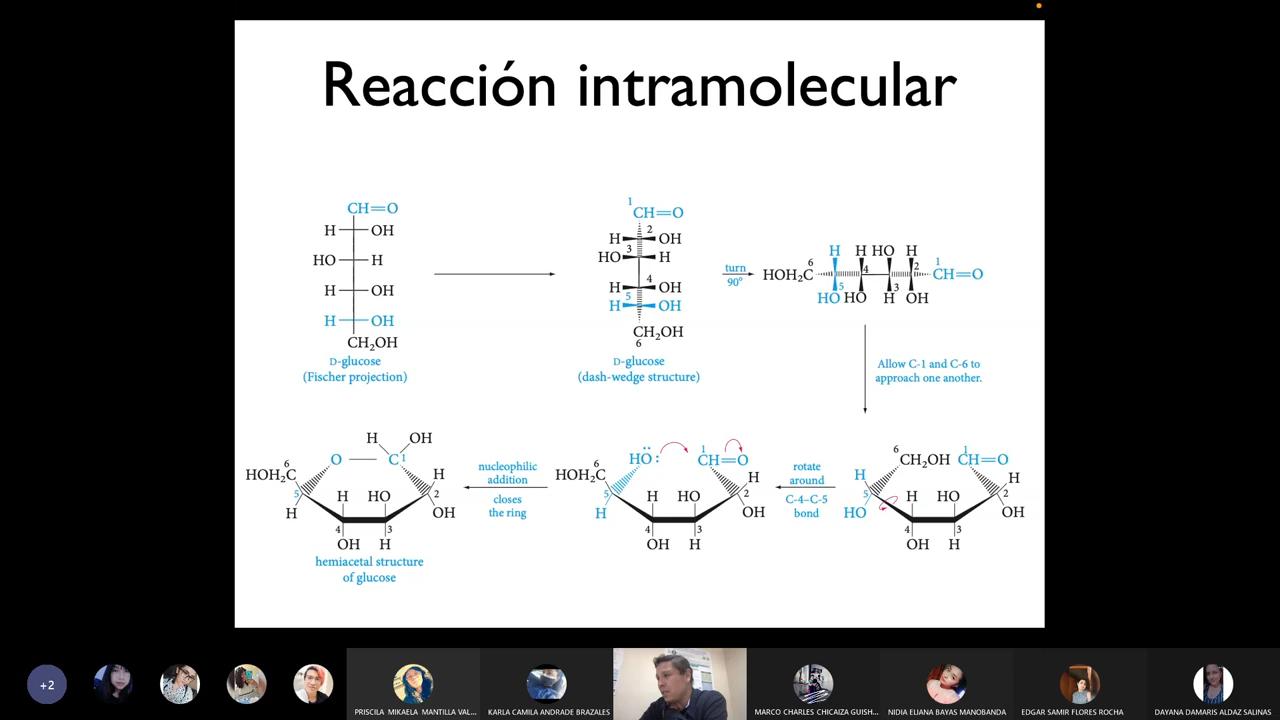 Reacción intramolecular
CH=O
H OH
HO H
H OH
H OH
CH2OH
D-glucose
(Fischer projection)
1
CH=O
2
H OH
3
HO H
4
H OH
5
H OH
CH2OH
6
D-glucose
(dash-wedge structure)
turn
90°
H H HO H
6 4 2 1
HOH2C CH=O
5 3
HO HO H OH
Allow C-1 and C-6 to
approach one another.
H OH
O C 1
6
HOH2C H
5 H HO 2
H OH
4 3
OH H
hemiacetal structure
of glucose
nucleophilic
addition
closes
the ring
1
HO: CH=O
6
HOH2C H
5 H HO 2
H OH
4 3
OH H
rotate
around
C-4–C-5
bond
6 1
CH2OH CH=O
H H
5 H HO 2
HO OH
4 3
OH H
+2
PRISCILA MIKAELA MANTILLA VAL...
KARLA CAMILA ANDRADE BRAZALES
MARCO CHARLES CHICAIZA GUISH...
NIDIA ELIANA BAYAS MANOBANDA
EDGAR SAMIR FLORES ROCHA
DAYANA DAMARIS ALDAZ SALINAS